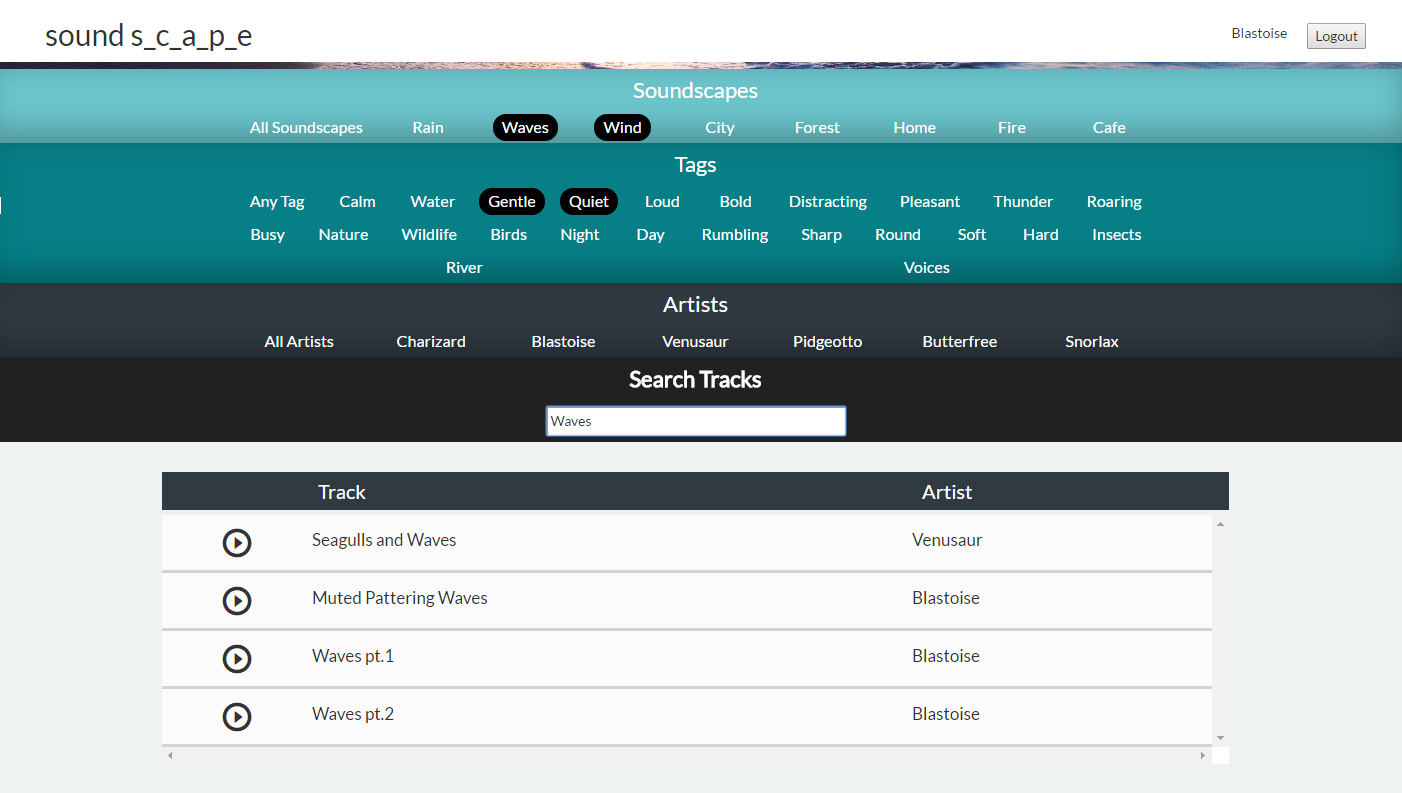 sound s_c_a_p_e
Blastoise Logout
Soundscapes
All Soundscapes Rain Waves Wind City Forest Home Fire Cafe
Tags
Any Tag Calm Water Gentle Quiet Loud Bold Distracting Pleasant Thunder Roaring
Busy Nature Wildlife Birds Night Day Rumbling Sharp Round Soft Hard Insects
River Voices
Artists
All Artists Charizard Blastoise Venusaur Pidgeotto Butterfree Snorlax
Search Tracks
Waves
Track Artist
Seagulls and Waves Venusaur
Muted Pattering Waves Blastoise
Waves pt.1 Blastoise
Waves pt.2 Blastoise